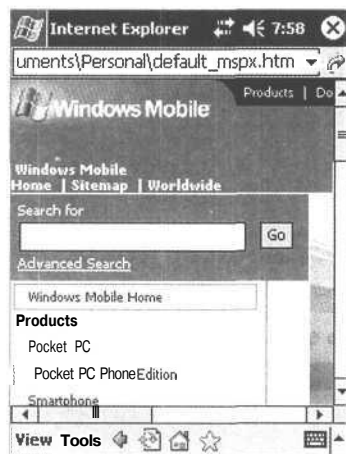 Internet Explorer 7:58
uments\Personal\default_mspx.htm
Products | Do
Windows Mobile
Windows Mobile
Home | Sitemap | Worldwide
Search for
Go
Advanced Search
Windows Mobile Home
Products
Pocket PC
Pocket PC Phone Edition
Smartphone
View Tools